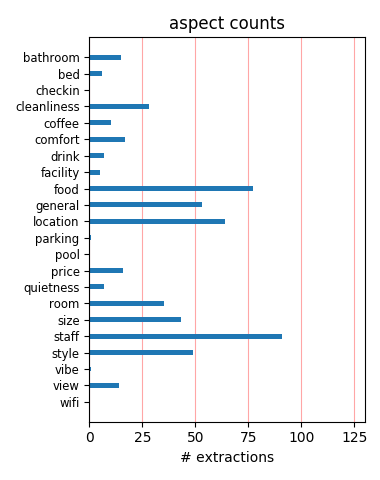 aspect counts
bathroom
bed
checkin
cleanliness
coffee
comfort
drink
facility
food
general
location
parking
pool
price
quietness
room
size
staff
style
vibe
view
wifi
0 25 50 75 100 125
# extractions